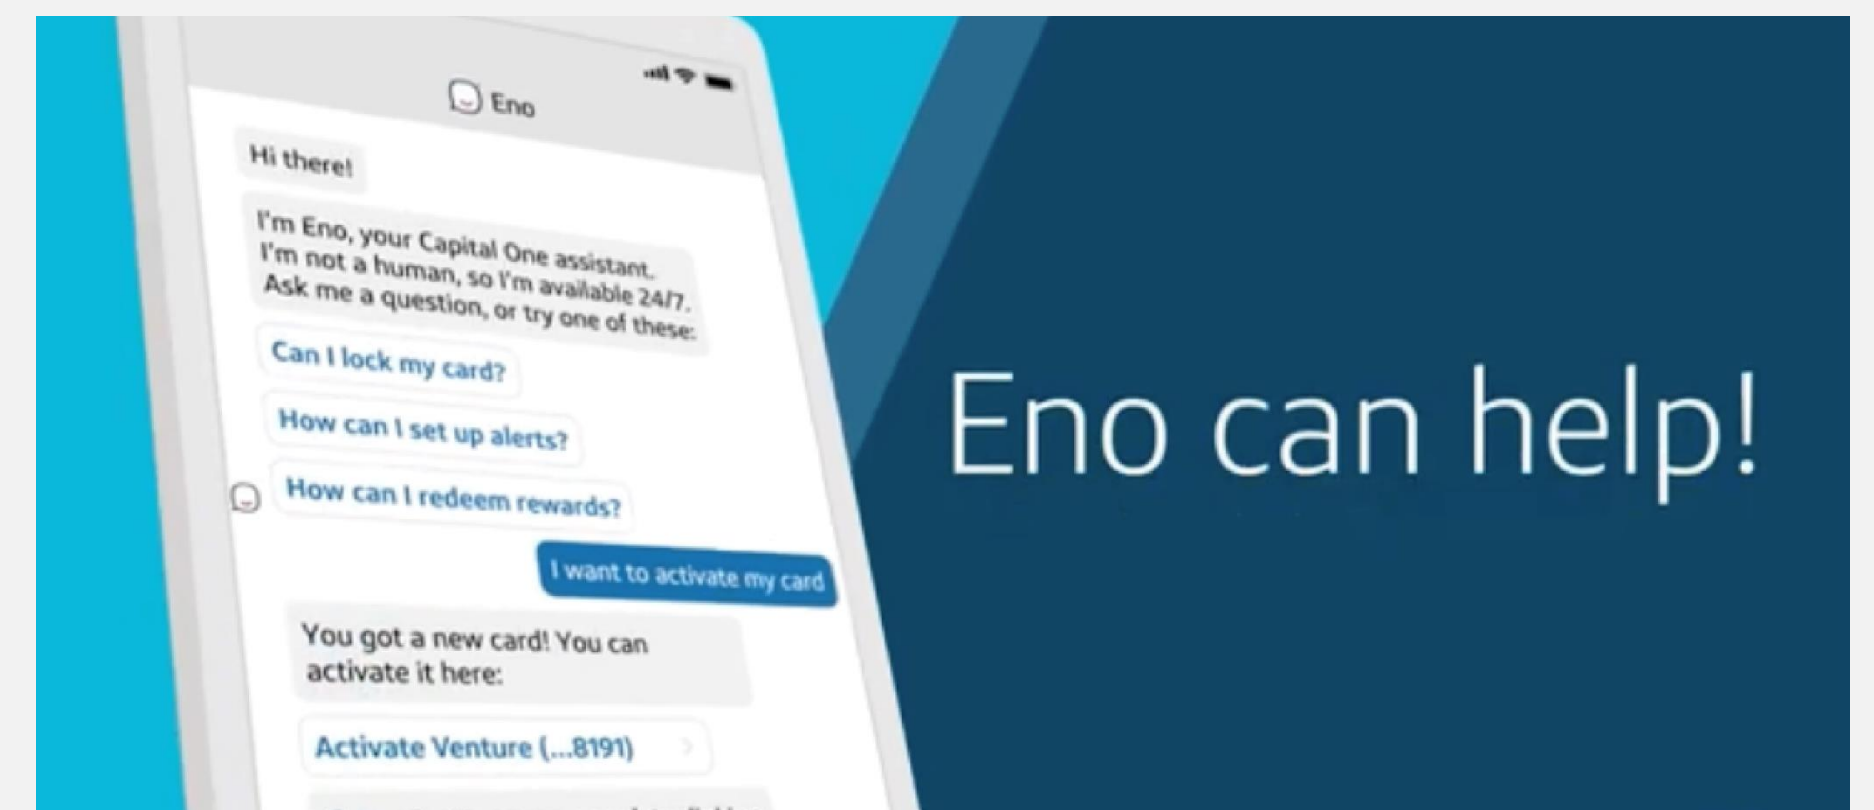 Eno
Hi there!
I'm Eno, your Capital One assistant.
I'm not a human, so I'm available 24/7.
Ask me a question, or try one of these:
Can I lock my card?
How can I set up alerts?
How can I redeem rewards?
I want to activate my card
You got a new card! You can
activate it here:
Activate Venture (...8191)
Eno can help!